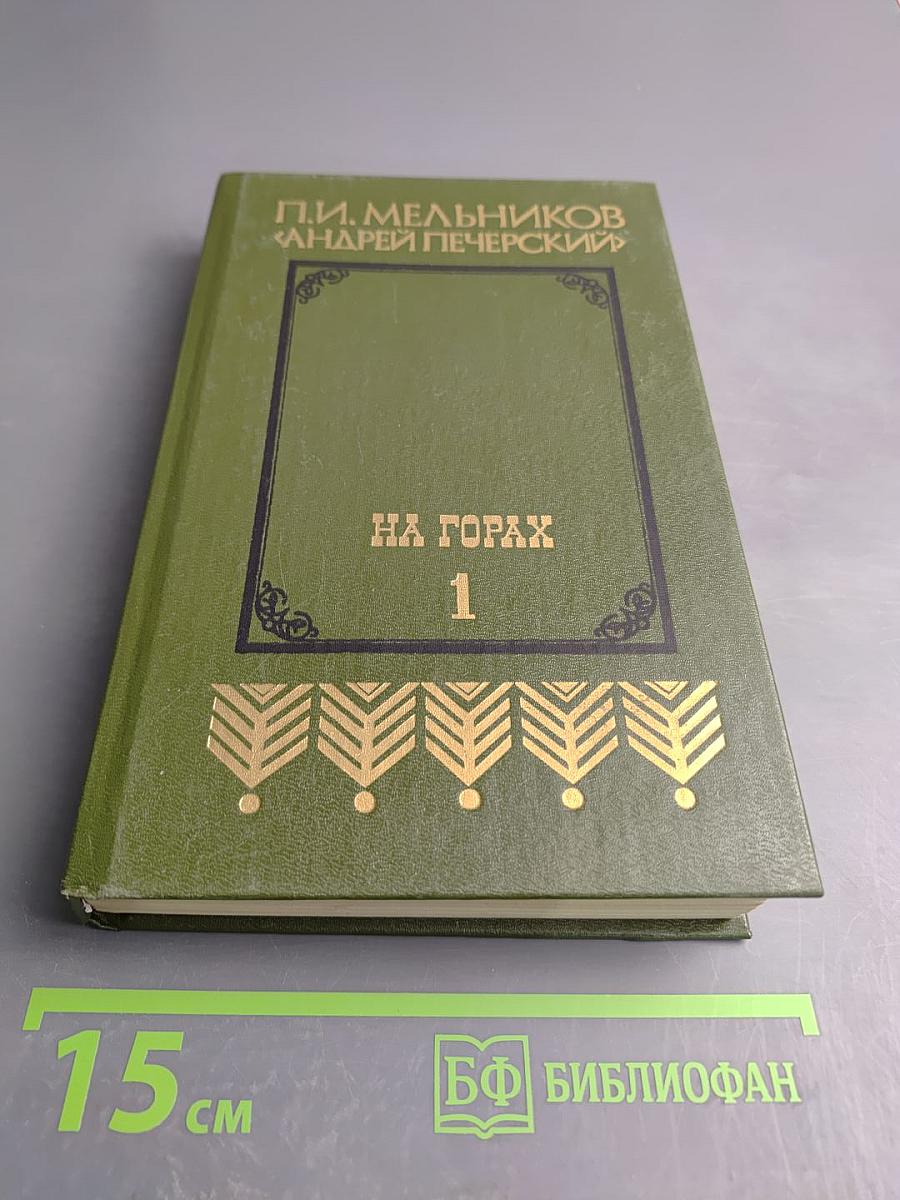 П.И. МЕЛЬНИКОВ
‹АНДРЕЙ ПЕЧЕРСКИЙ›
НА ГОРАХ
1
15 см
БФ БИБЛИОФАН